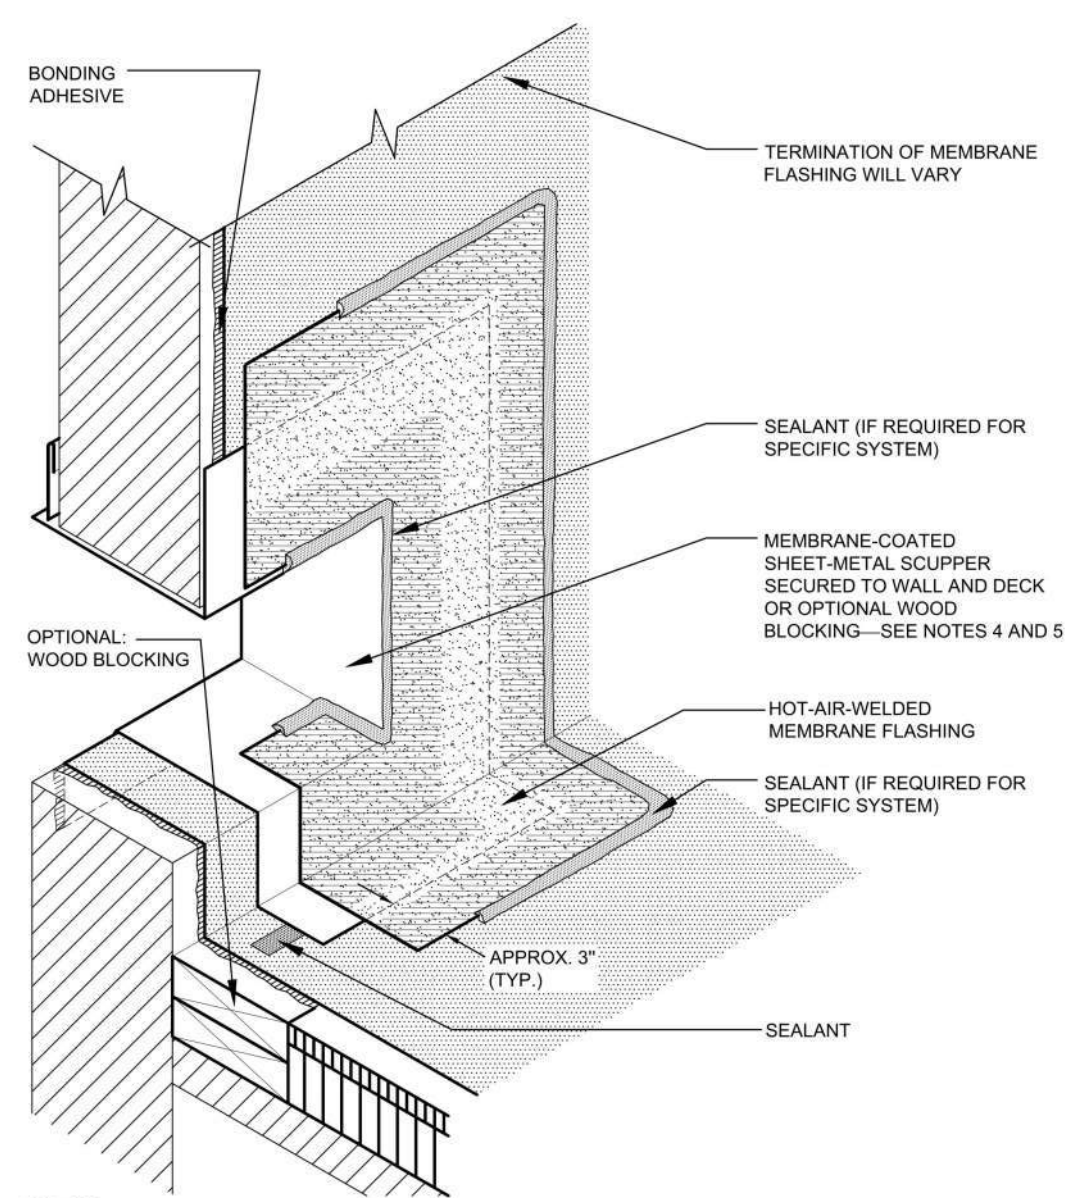 BONDING
ADHESIVE
TERMINATION OF MEMBRANE
FLASHING WILL VARY
SEALANT (IF REQUIRED FOR
SPECIFIC SYSTEM)
MEMBRANE-COATED
SHEET-METAL SCUPPER
SECURED TO WALL AND DECK
OR OPTIONAL WOOD
BLOCKING—SEE NOTES 4 AND 5
OPTIONAL:
WOOD BLOCKING
HOT-AIR-WELDED
MEMBRANE FLASHING
SEALANT (IF REQUIRED FOR
SPECIFIC SYSTEM)
APPROX. 3"
(TYP.)
SEALANT